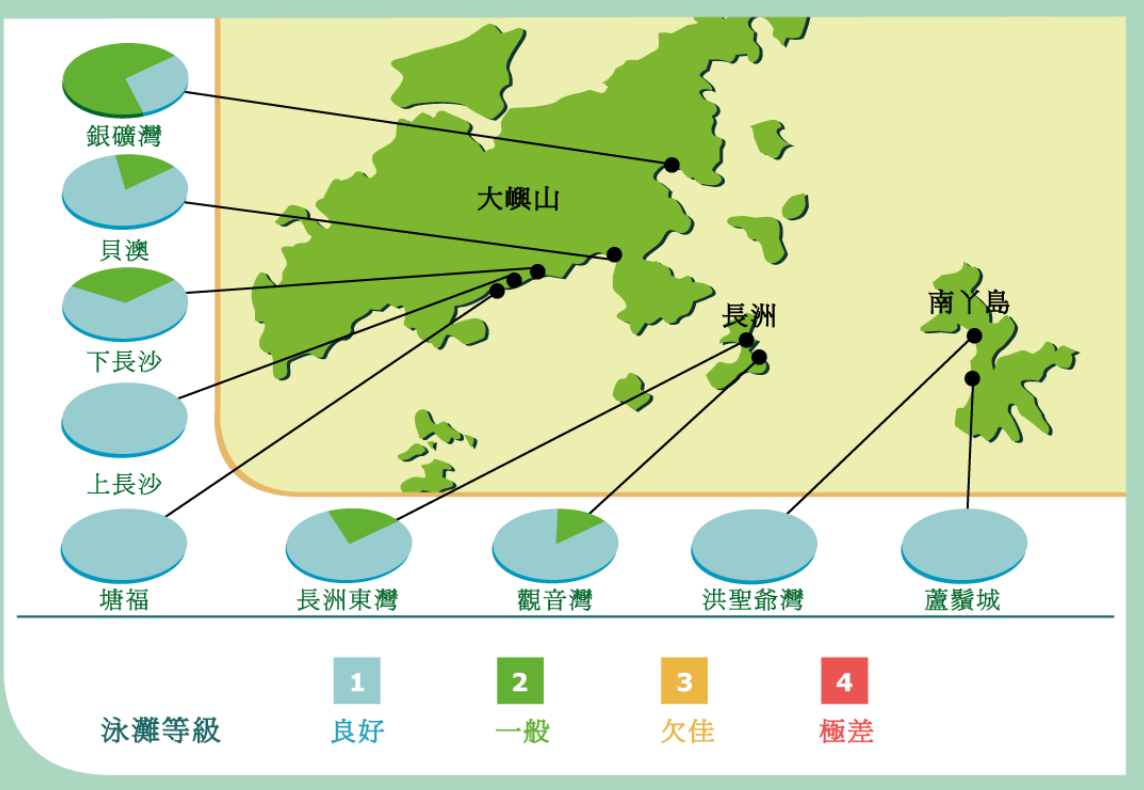 銀礦灣
貝澳
下長沙
上長沙
塘福
大嶼山
長洲
南丫島
長洲東灣
觀音灣
洪聖爺灣
蘆鬚城
泳灘等級
1 2 3 4
良好 一般 欠佳 極差